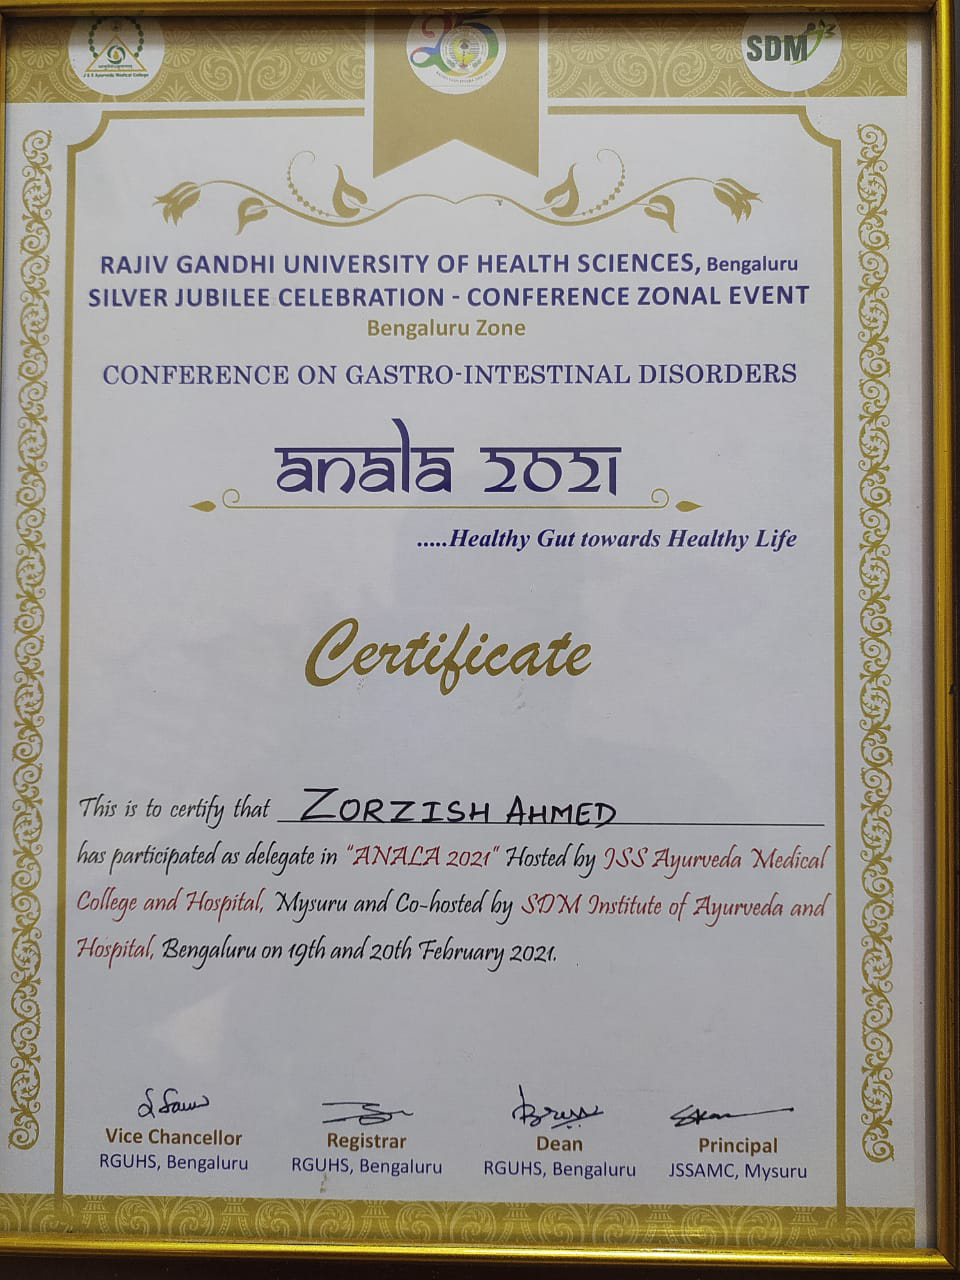 J S S Ayurveda Medical College
25
SDM
RAJIV GANDHI UNIVERSITY OF HEALTH SCIENCES, Bengaluru
SILVER JUBILEE CELEBRATION - CONFERENCE ZONAL EVENT
Bengaluru Zone
CONFERENCE ON GASTRO-INTESTINAL DISORDERS
anala 2021
.....Healthy Gut towards Healthy Life
Certificate
This is to certify that ZORZISH AHMED
has participated as delegate in "ANALA 2021" Hosted by JSS Ayurveda Medical
College and Hospital, Mysuru and Co-hosted by SDM Institute of Ayurveda and
Hospital, Bengaluru on 19th and 20th February 2021.
Vice Chancellor
RGUHS, Bengaluru
Registrar
RGUHS, Bengaluru
Dean
RGUHS, Bengaluru
Principal
JSSAMC, Mysuru